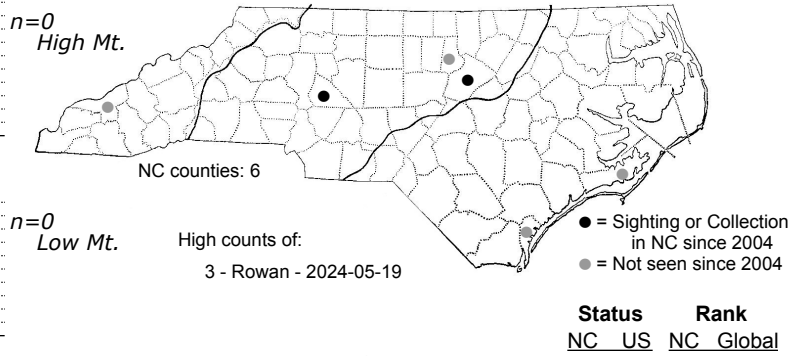 n=0
High Mt.
NC counties: 6
n=0
Low Mt.
High counts of:
3 - Rowan - 2024-05-19
= Sighting or Collection
in NC since 2004
= Not seen since 2004
Status Rank
NC US NC Global